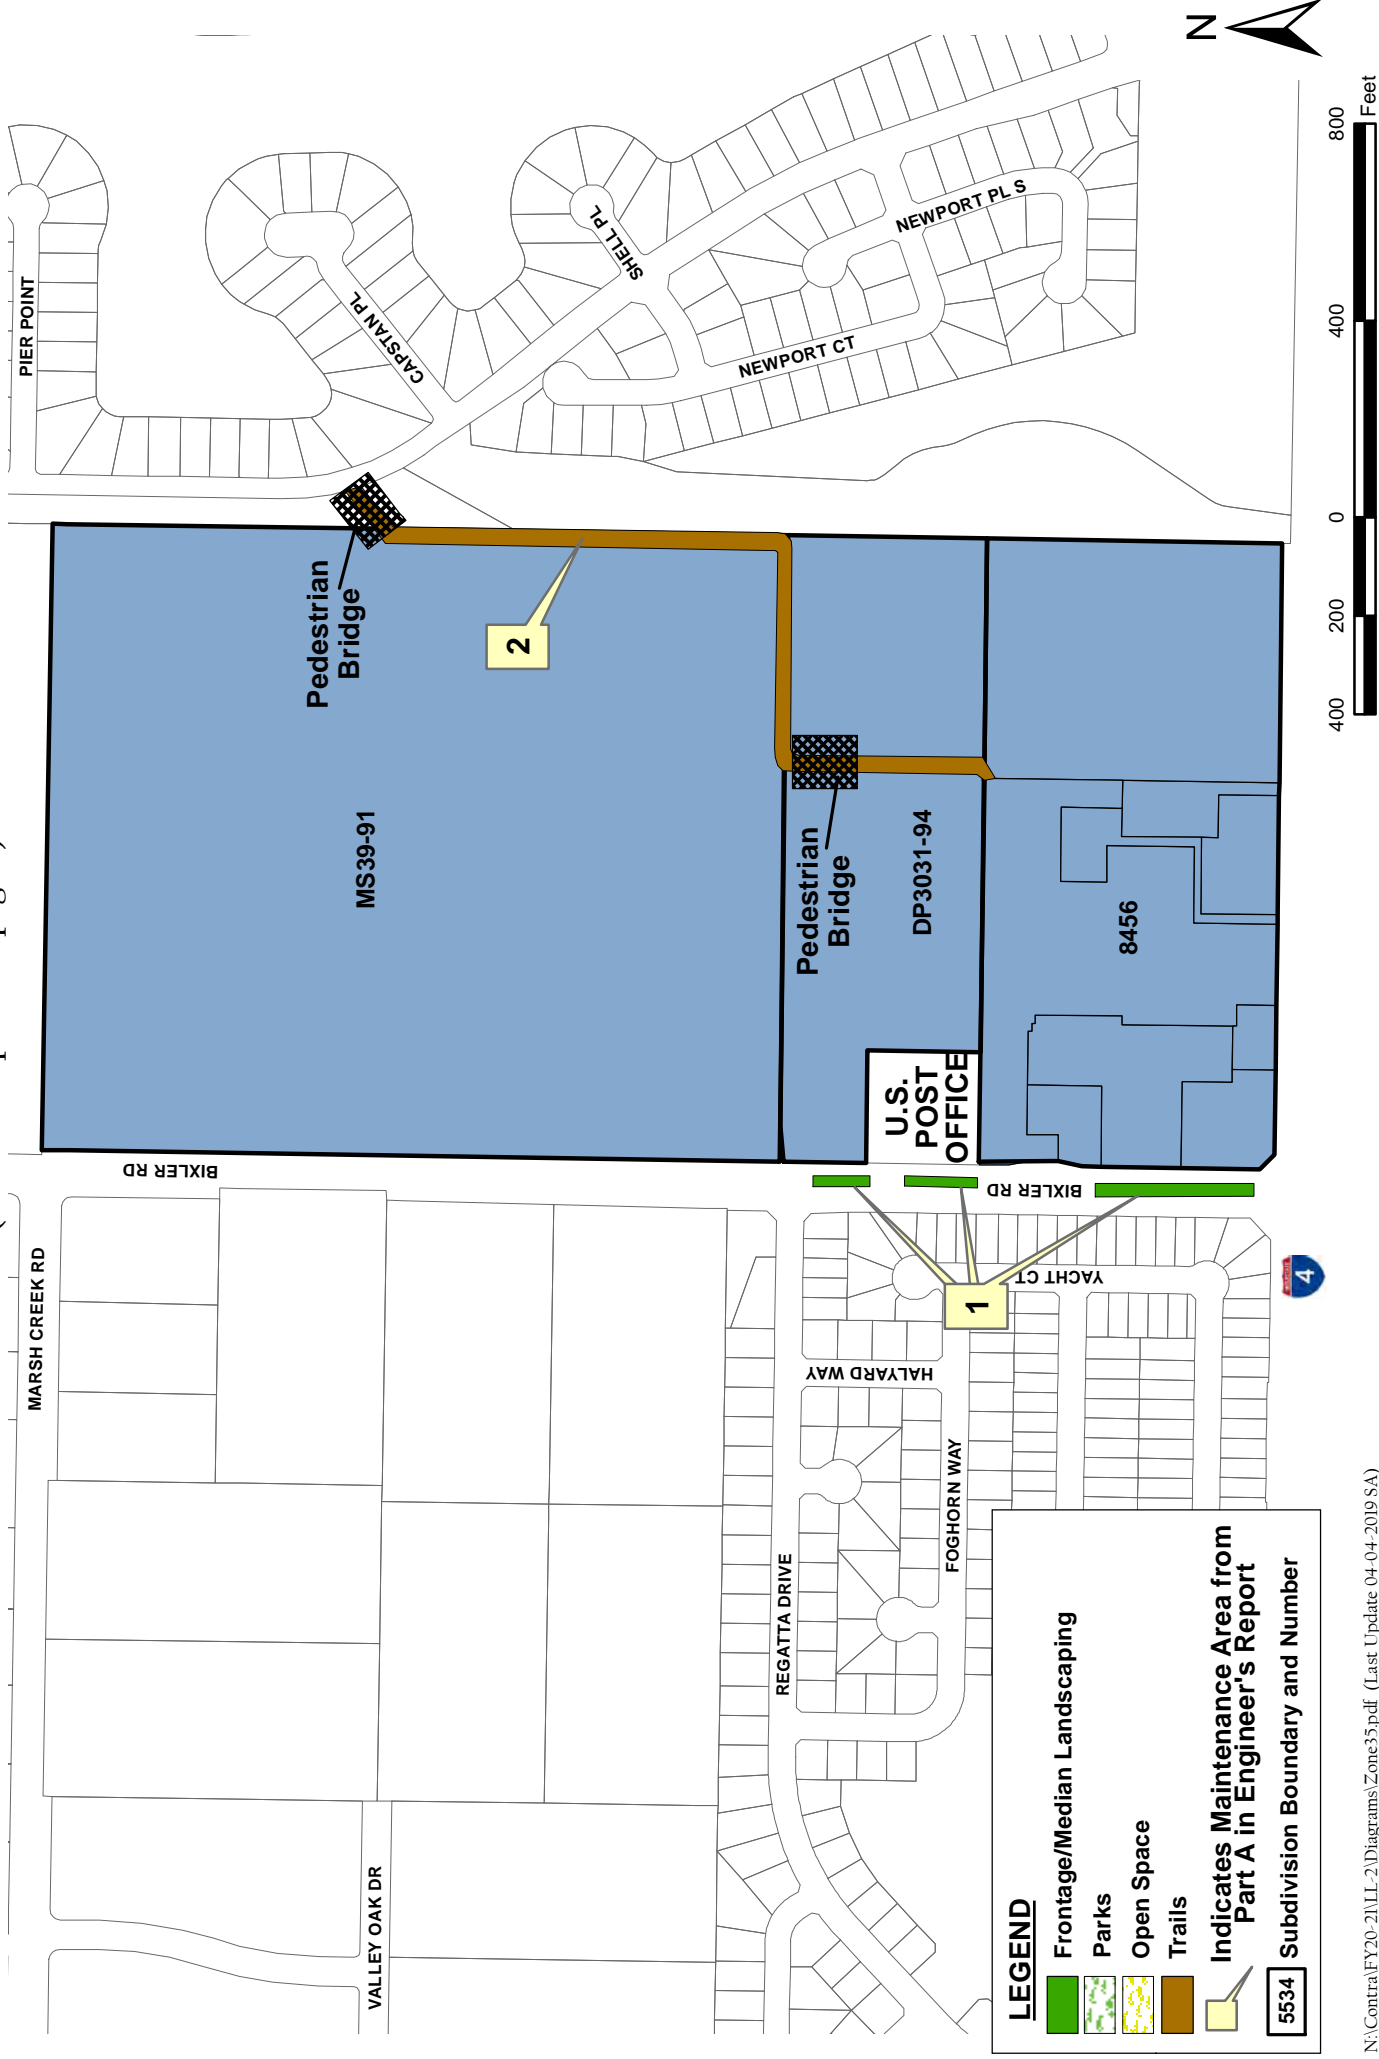 PIER POINT
CAPSTAN PL
SHELL PL
NEWPORT PL S
NEWPORT CT
N
Pedestrian
Bridge
2
MS39-91
Pedestrian
Bridge
DP3031-94
8456
U.S.
POST
OFFICE
BIXLER RD
BIXLER RD
MARSH CREEK RD
YACHT CT
1
HALYARD WAY
FOGHORN WAY
REGATTA DRIVE
VALLEY OAK DR
4
400
200
0
400
800
Feet
LEGEND
Frontage/Median Landscaping
Parks
Open Space
Trails
Indicates Maintenance Area from
Part A in Engineer's Report
5534
Subdivision Boundary and Number
N:\Contra\FY20-21\LL-2\Diagrams\Zone35.pdf (Last Update 04-04-2019 SA)